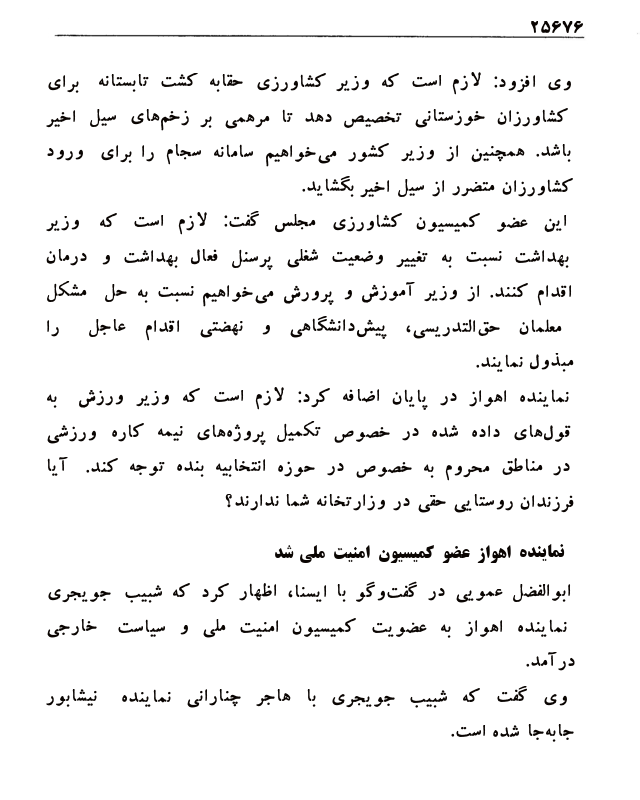 ۲۵۶۷۶
وی افزود: لازم است که وزیر کشاورزی حقابه کشت تابستانه برای
کشاورزان خوزستانی تخصیص دهد تا مرهمی بر زخم‌های سیل اخیر
باشد. همچنین از وزیر کشور می‌خواهیم سامانه سجام را برای ورود
کشاورزان متضرر از سیل اخیر بگشاید.
این عضو کمیسیون کشاورزی مجلس گفت: لازم است که وزیر
بهداشت نسبت به تغییر وضعیت شغلی پرسنل فعال بهداشت و درمان
اقدام کنند. از وزیر آموزش و پرورش می‌خواهیم نسبت به حل مشکل
معلمان حق‌التدریسی، پیش‌دانشگاهی و نهضتی اقدام عاجل را
مبذول نمایند.
نماینده اهواز در پایان اضافه کرد: لازم است که وزیر ورزش به
قول‌های داده شده در خصوص تکمیل پروژه‌های نیمه کاره ورزشی
در مناطق محروم به خصوص در حوزه انتخابیه بنده توجه کند. آیا
فرزندان روستایی حقی در وزارتخانه شما ندارند؟
نماینده اهواز عضو کمیسیون امنیت ملی شد
ابوالفضل عمویی در گفت‌وگو با ایسنا، اظهار کرد که شبیب جویجری
نماینده اهواز به عضویت کمیسیون امنیت ملی و سیاست خارجی
درآمد.
وی گفت که شبیب جویجری با هاجر چنارانی نماینده نیشابور
جابه‌جا شده است.